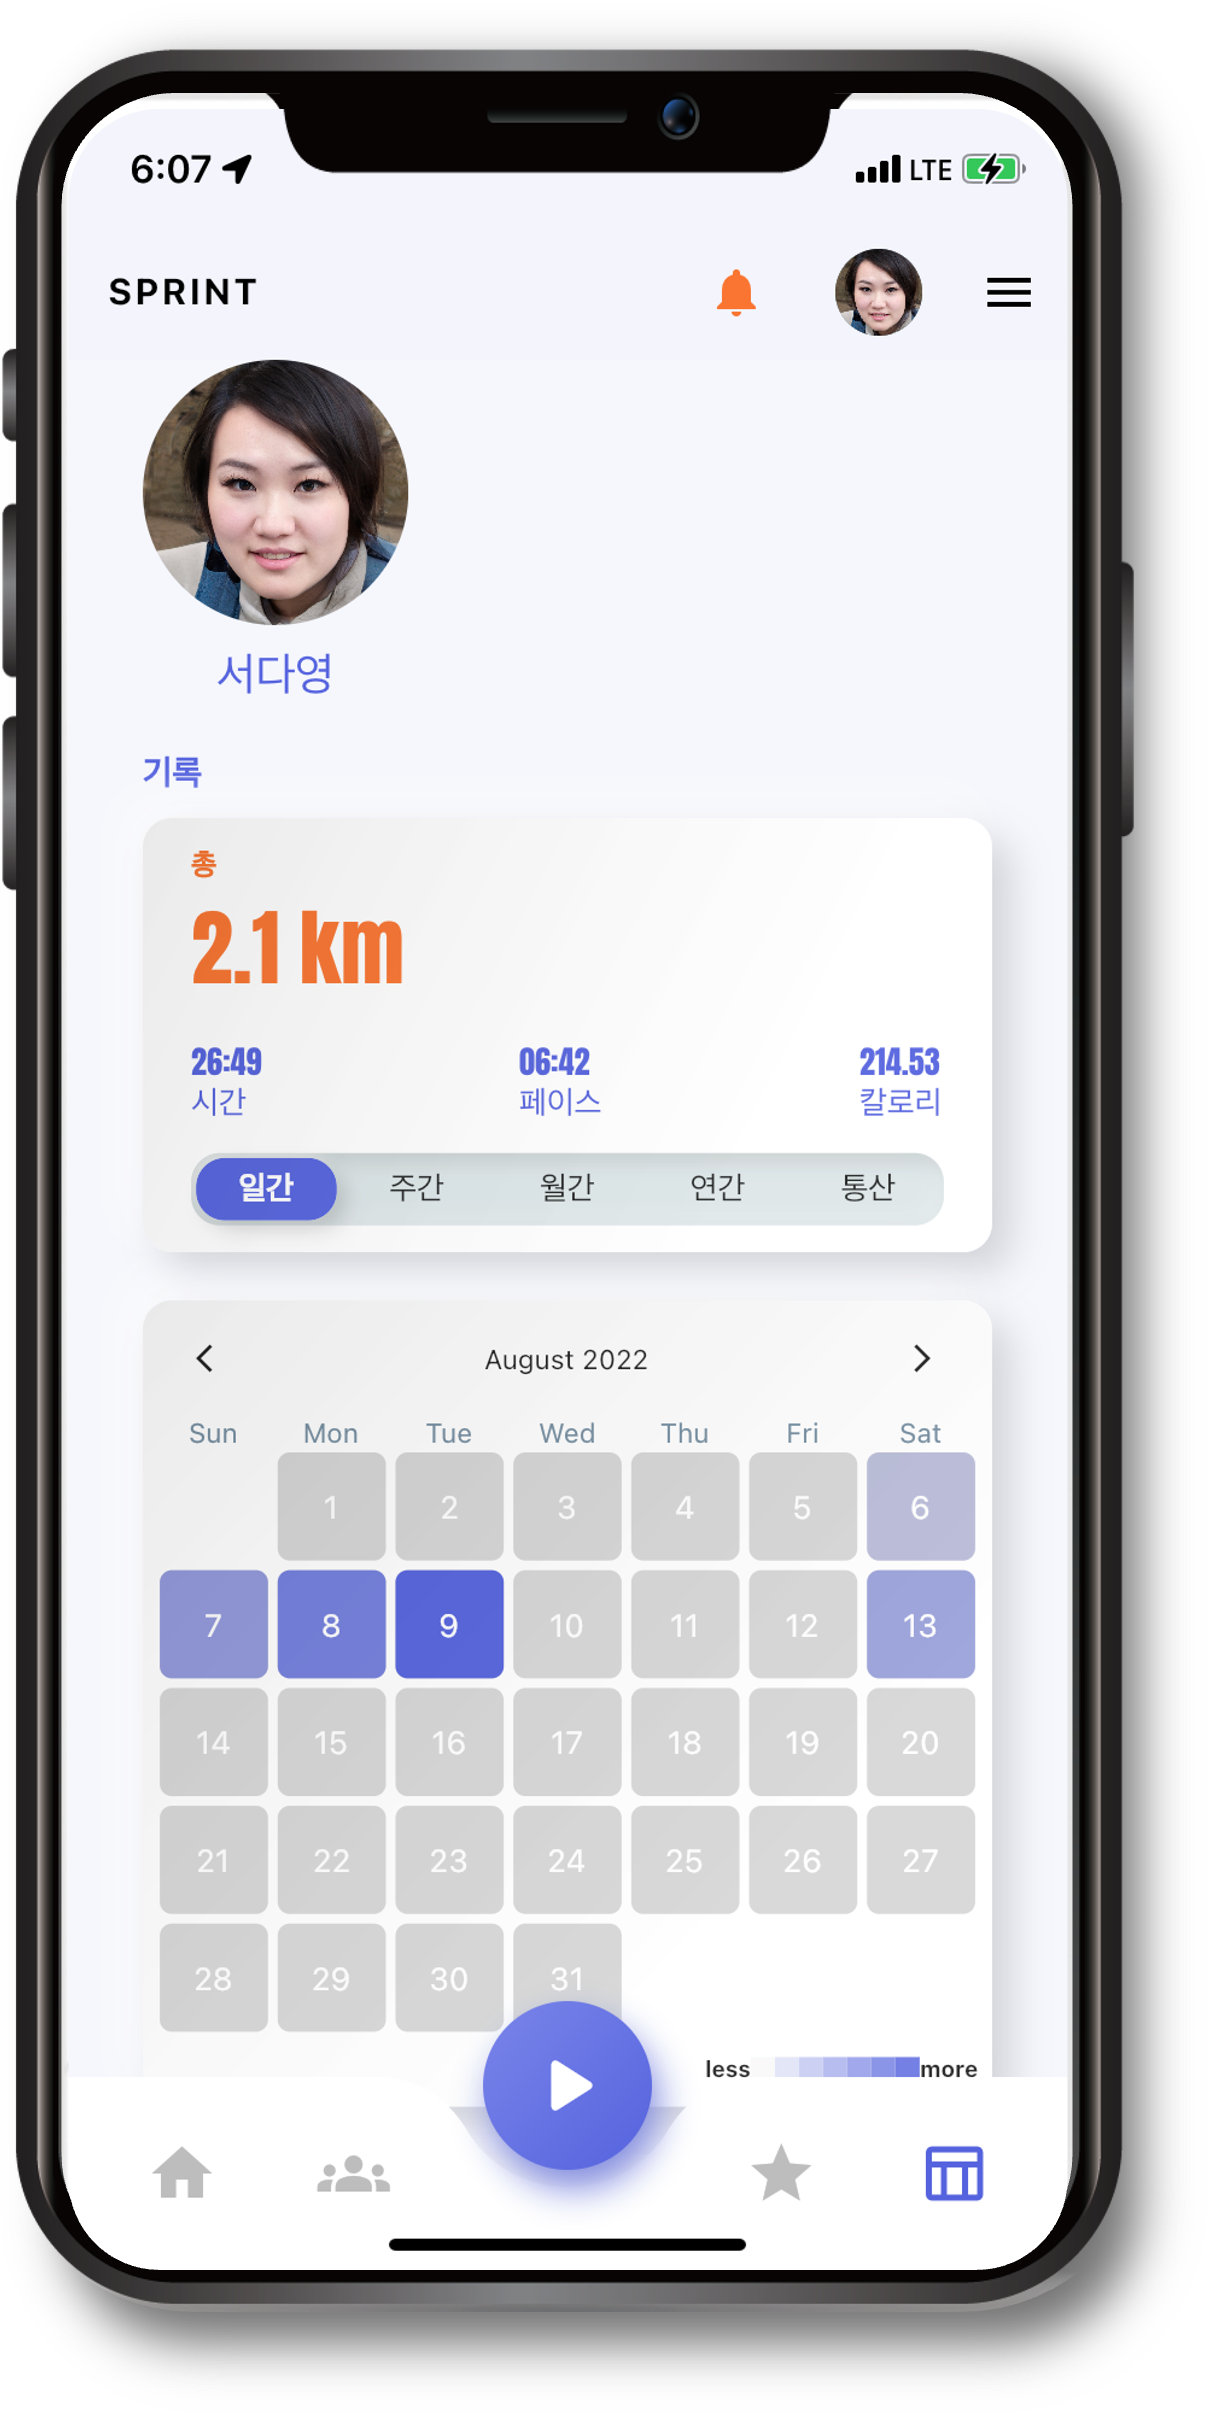 6:07 LTE
SPRINT
서다영
기록
총
2.1 km
26:49 06:42 214.53
시간 페이스 칼로리
일간 주간 월간 연간 통산
August 2022
Sun Mon Tue Wed Thu Fri Sat
1 2 3 4 5 6
7 8 9 10 11 12 13
14 15 16 17 18 19 20
21 22 23 24 25 26 27
28 29 30 31
less more